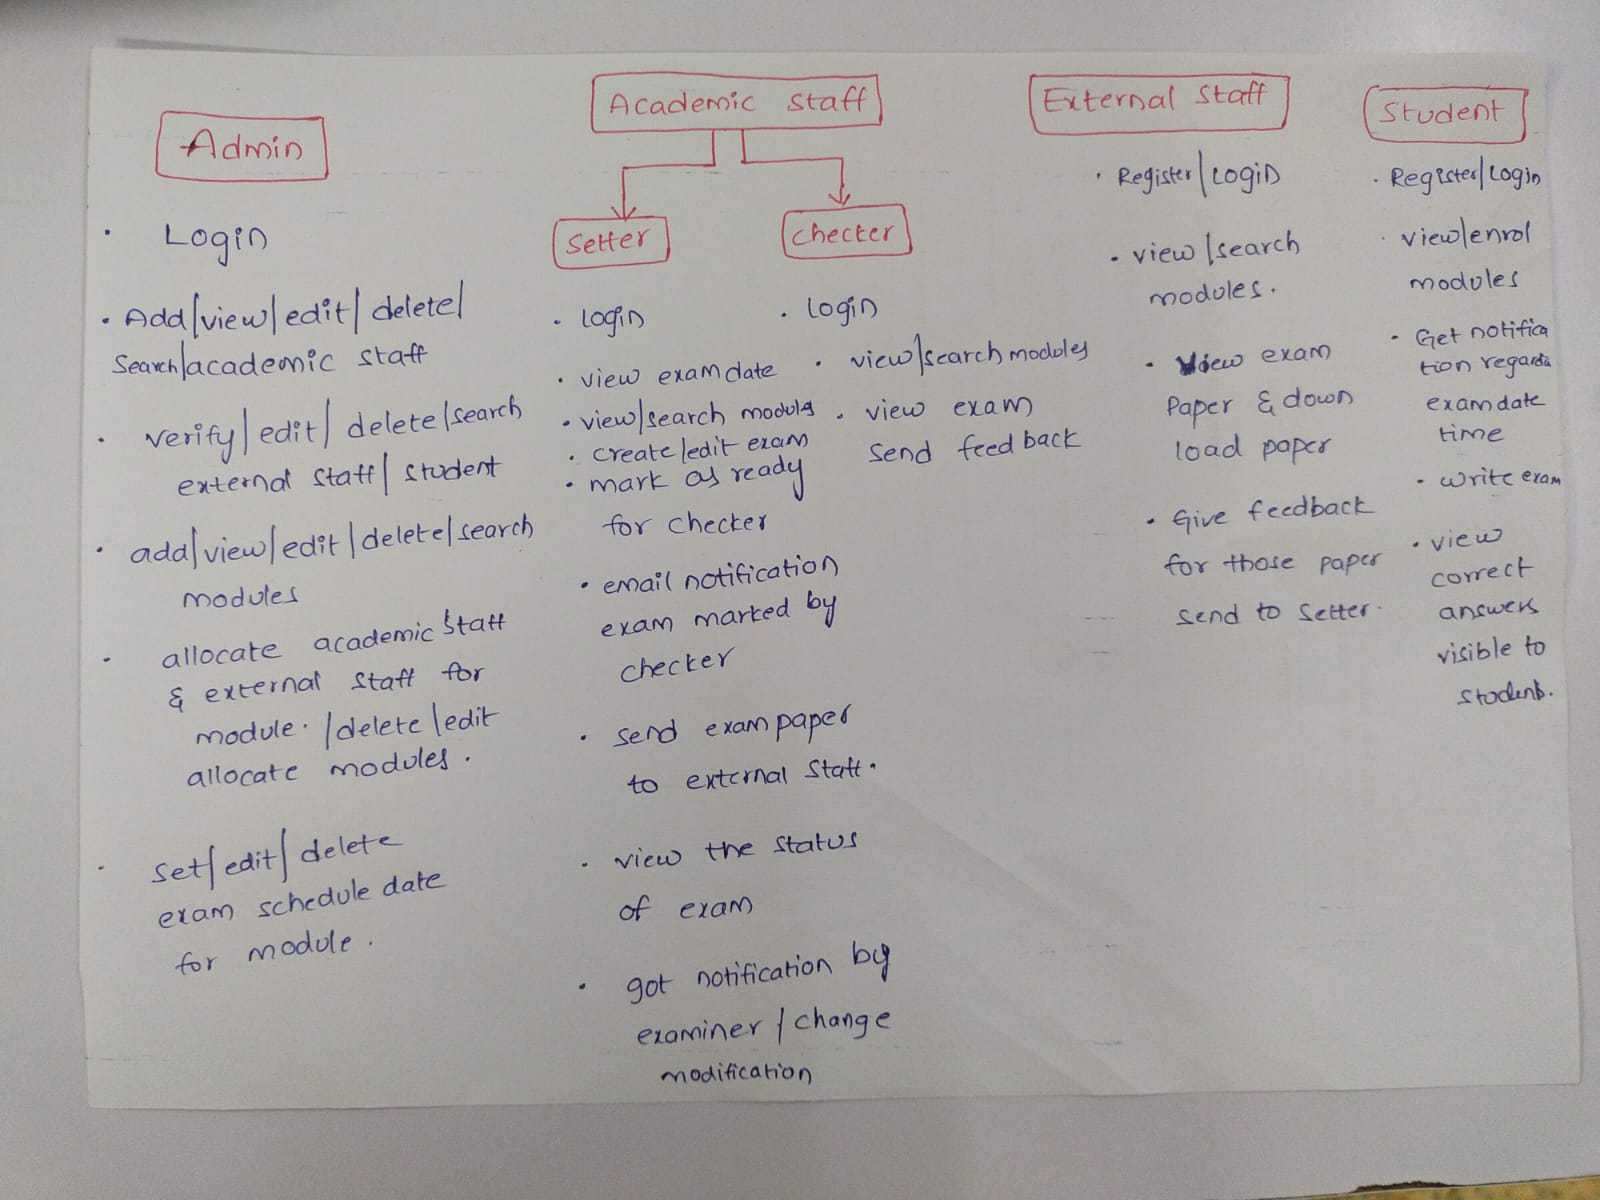 Admin
• Login
• Add/view/edit/delete/
Search/academic staff
• verify/edit/delete/search
external staff/student
• add/view/edit/delete/search
modules
• allocate academic staff
& external staff for
module. /delete/edit
allocate modules.
• set/edit/delete
exam schedule date
for module.
Academic staff
Setter
• login
• view exam date
• view/search modules
• create/edit exam
• mark as ready
for checker
• email notification
exam marked by
checker
• send exam paper
to external staff.
• view the status
of exam
• got notification by
examiner/change
modification
checker
• login
• view/search modules
• view exam
send feedback
External staff
• Register/Login
• view/search
modules.
• view exam
Paper & down
load paper
• Give feedback
for those paper
send to setter.
Student
• Register/Login
• view/enrol
modules
• Get notifica
tion regardi
exam date
time
• write exam
• view
correct
answers
visible to
students.